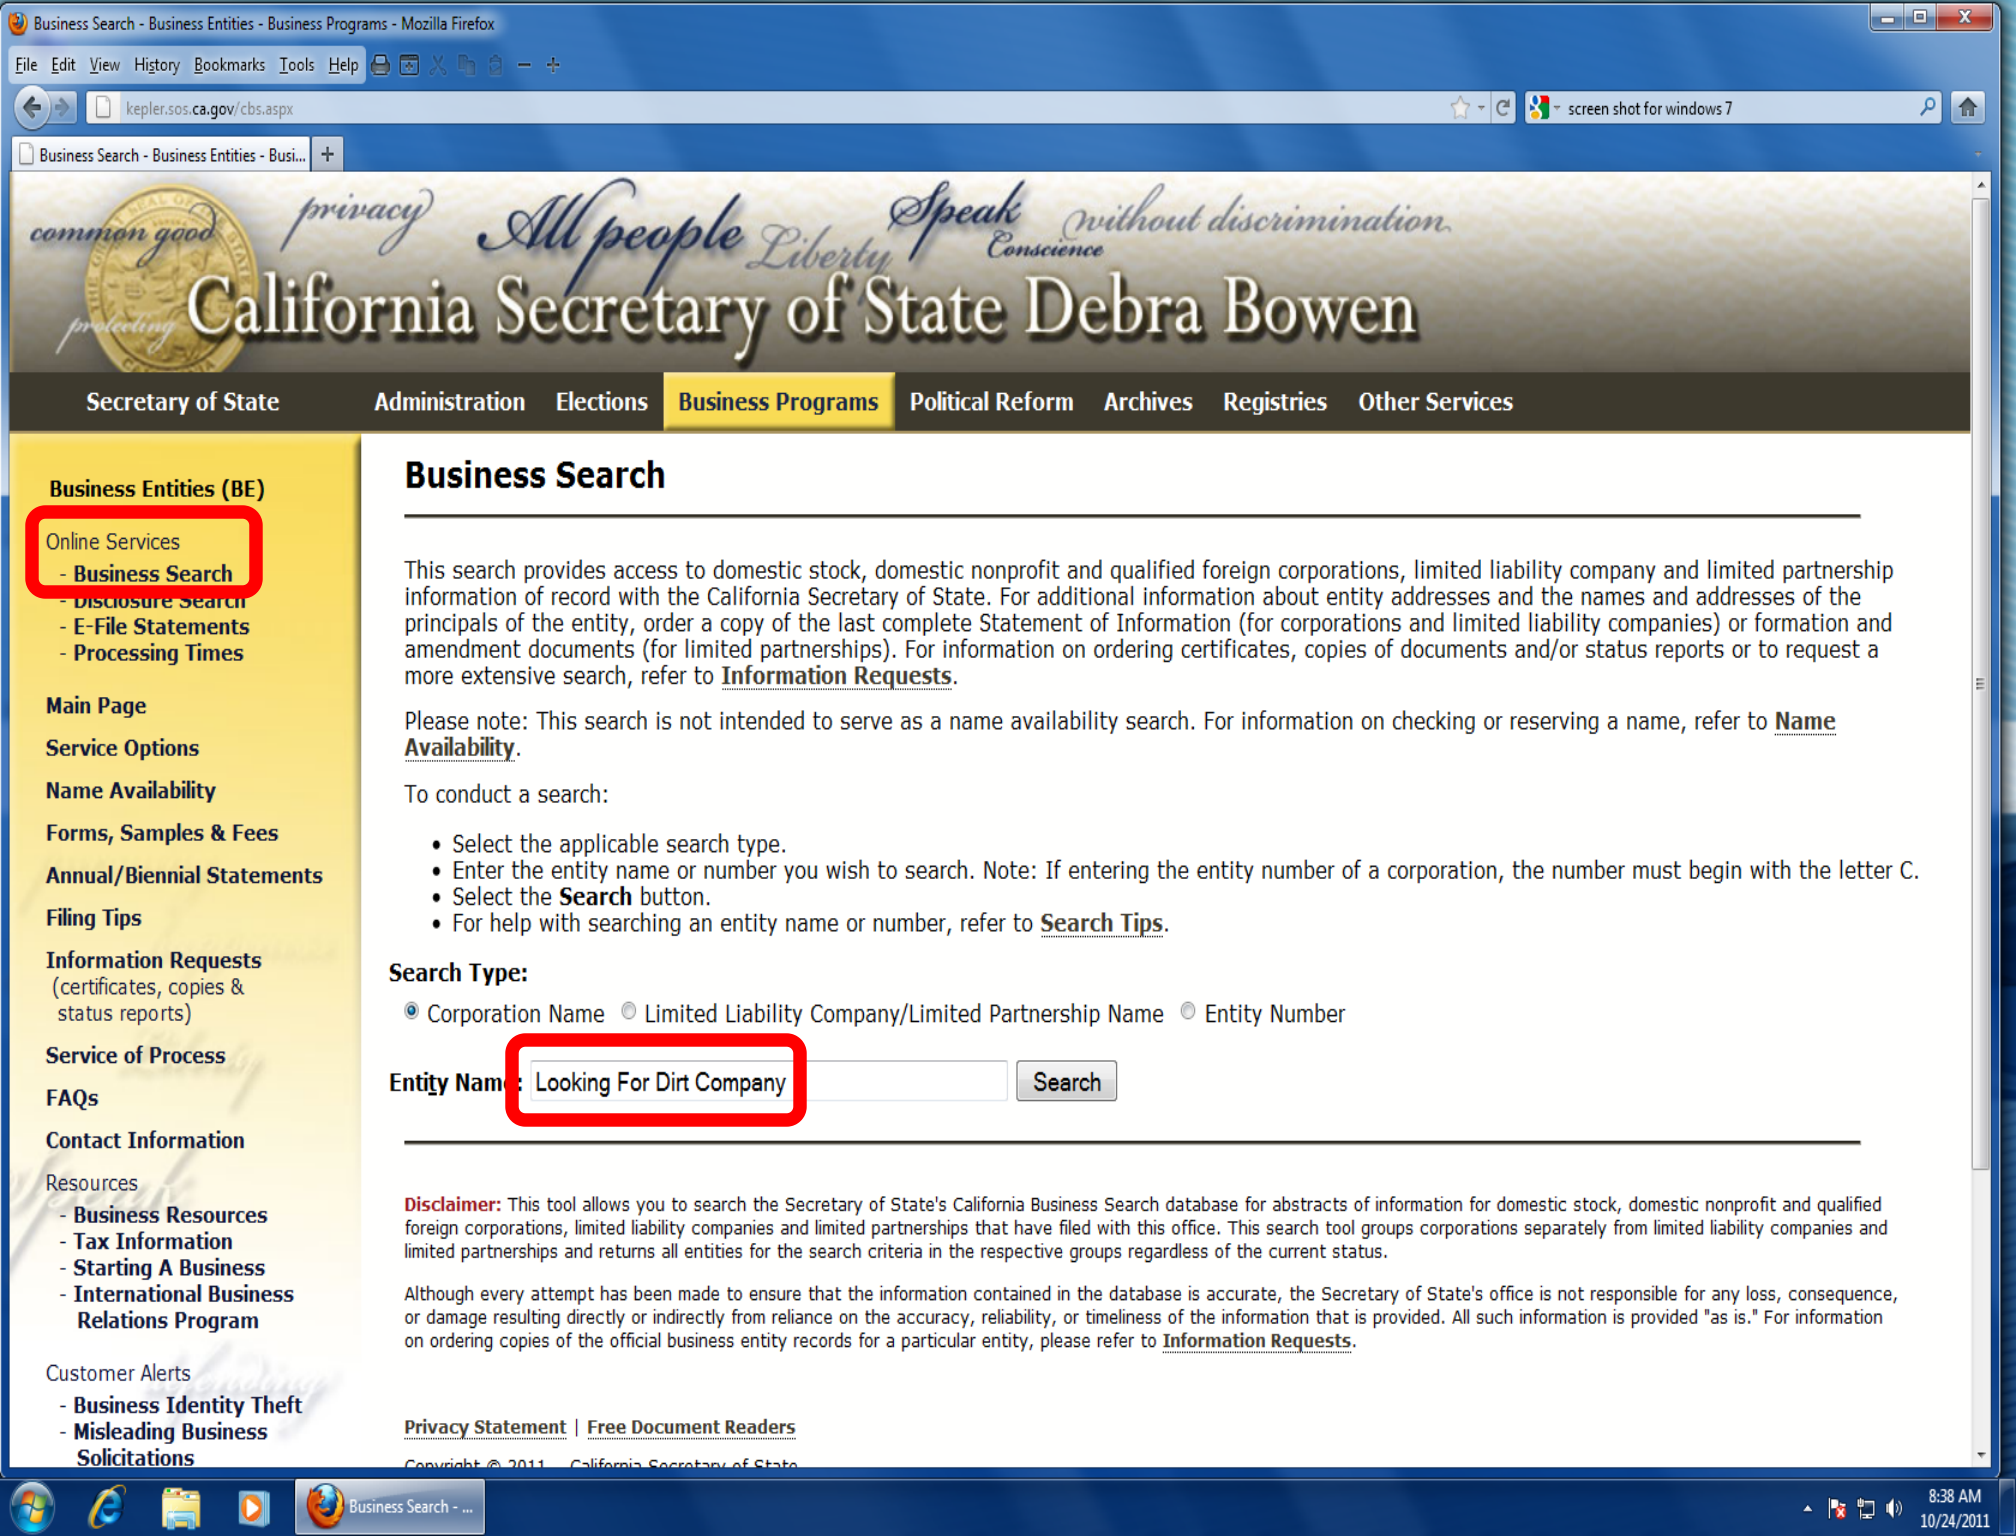 Business Search - Business Entities - Business Programs - Mozilla Firefox
File Edit View History Bookmarks Tools Help
kepler.sos.ca.gov/cbs.aspx
screen shot for windows 7
Business Search - Business Entities - Busi...
common good privacy All people Liberty Speak Conscience without discrimination
protecting
California Secretary of State Debra Bowen
Secretary of State Administration Elections Business Programs Political Reform Archives Registries Other Services
Business Entities (BE)
Online Services
- Business Search
- Disclosure Search
- E-File Statements
- Processing Times
Main Page
Service Options
Name Availability
Forms, Samples & Fees
Annual/Biennial Statements
Filing Tips
Information Requests
(certificates, copies &
status reports)
Service of Process
FAQs
Contact Information
Resources
- Business Resources
- Tax Information
- Starting A Business
- International Business
Relations Program
Customer Alerts
- Business Identity Theft
- Misleading Business
Solicitations
Business Search
This search provides access to domestic stock, domestic nonprofit and qualified foreign corporations, limited liability company and limited partnership
information of record with the California Secretary of State. For additional information about entity addresses and the names and addresses of the
principals of the entity, order a copy of the last complete Statement of Information (for corporations and limited liability companies) or formation and
amendment documents (for limited partnerships). For information on ordering certificates, copies of documents and/or status reports or to request a
more extensive search, refer to Information Requests.
Please note: This search is not intended to serve as a name availability search. For information on checking or reserving a name, refer to Name
Availability.
To conduct a search:
• Select the applicable search type.
• Enter the entity name or number you wish to search. Note: If entering the entity number of a corporation, the number must begin with the letter C.
• Select the Search button.
• For help with searching an entity name or number, refer to Search Tips.
Search Type:
Corporation Name Limited Liability Company/Limited Partnership Name Entity Number
Entity Name: Looking For Dirt Company Search
Disclaimer: This tool allows you to search the Secretary of State's California Business Search database for abstracts of information for domestic stock, domestic nonprofit and qualified
foreign corporations, limited liability companies and limited partnerships that have filed with this office. This search tool groups corporations separately from limited liability companies and
limited partnerships and returns all entities for the search criteria in the respective groups regardless of the current status.
Although every attempt has been made to ensure that the information contained in the database is accurate, the Secretary of State's office is not responsible for any loss, consequence,
or damage resulting directly or indirectly from reliance on the accuracy, reliability, or timeliness of the information that is provided. All such information is provided "as is." For information
on ordering copies of the official business entity records for a particular entity, please refer to Information Requests.
Privacy Statement | Free Document Readers
Copyright © 2011 California Secretary of State
Business Search - ...
8:38 AM
10/24/2011